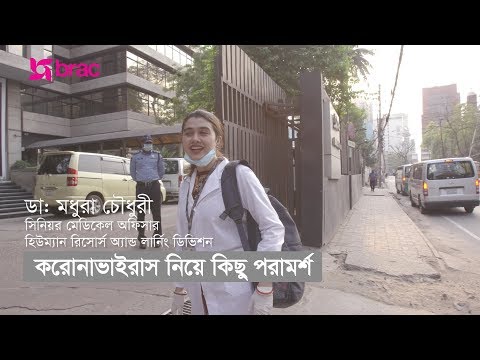 brac
ডা: মধুরা চৌধুরী
সিনিয়র মেডিকেল অফিসার
হিউম্যান রিসোর্স অ্যান্ড লার্নিং ডিভিশন
করোনাভাইরাস নিয়ে কিছু পরামর্শ